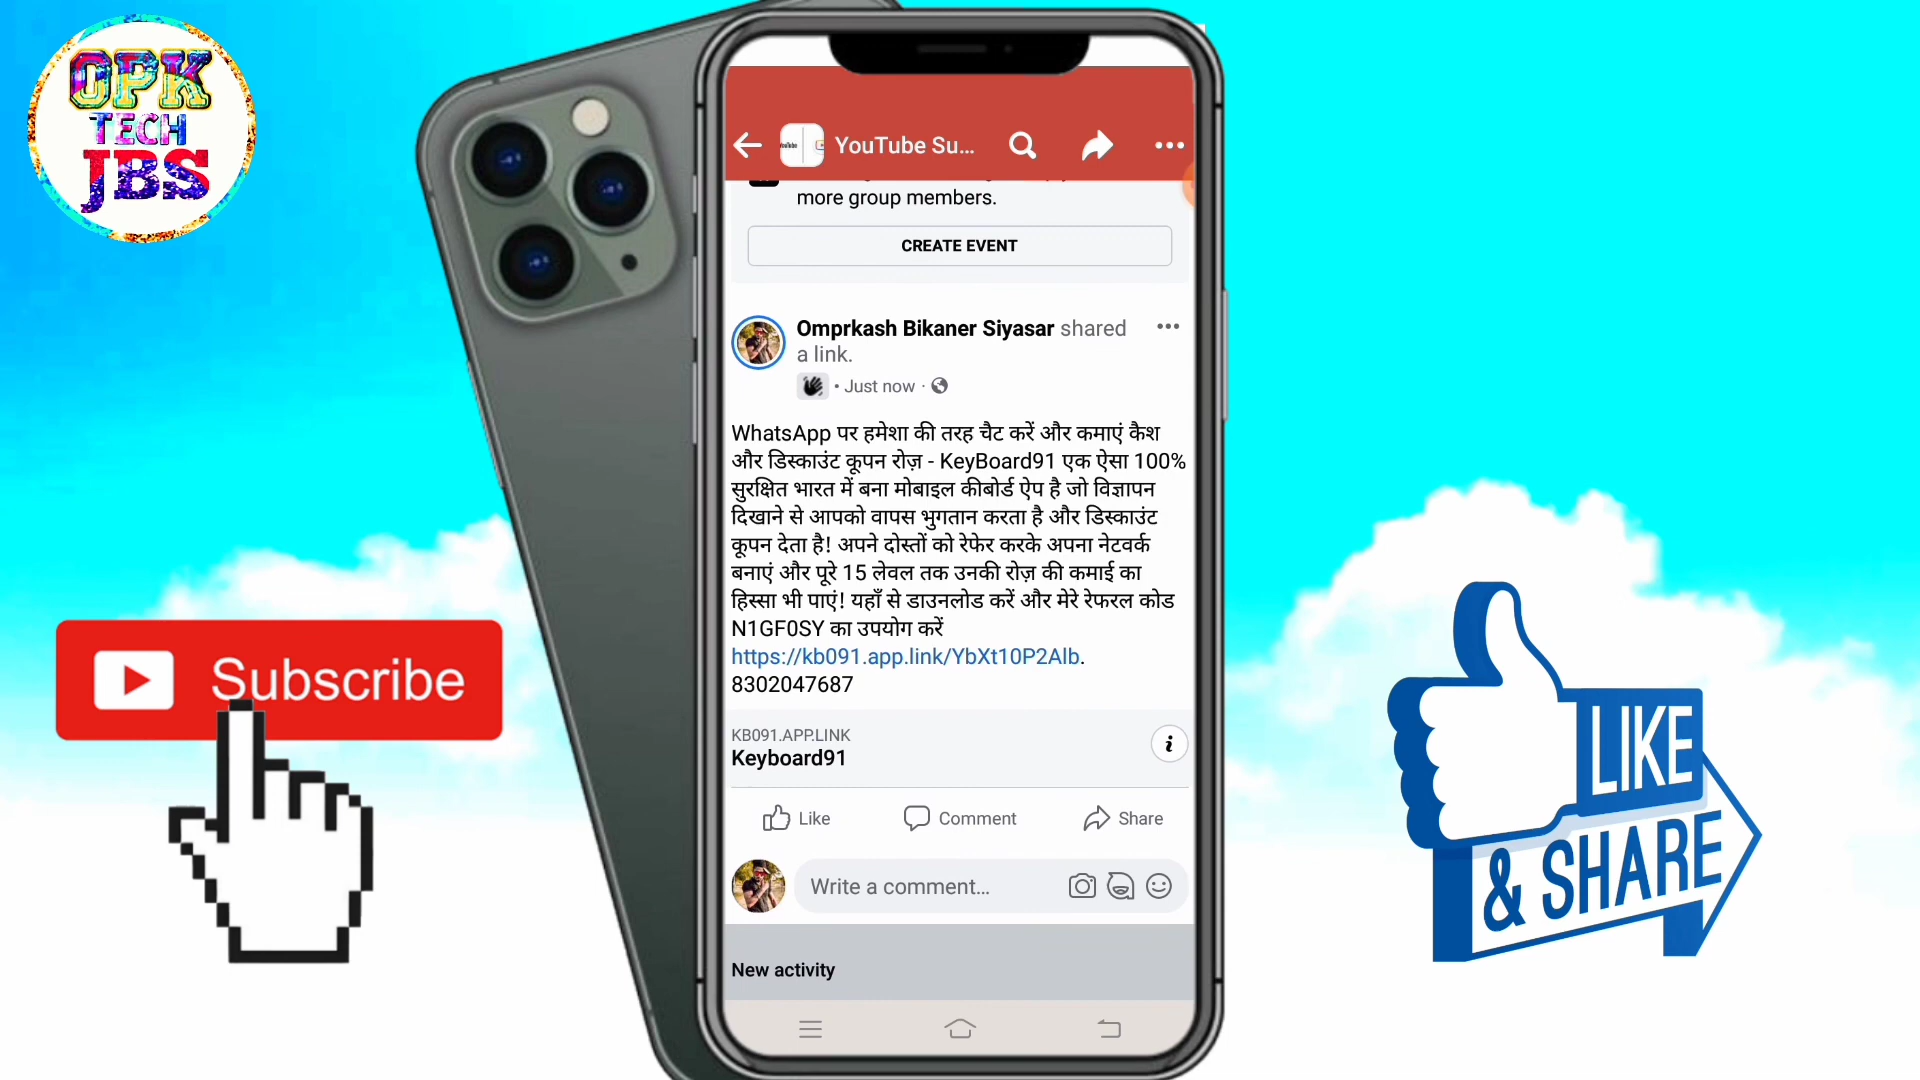 OPK
TECH
JBS
YouTube Su...
more group members.
CREATE EVENT
Omprkash Bikaner Siyasar shared
a link.
• Just now ·
WhatsApp पर हमेशा की तरह चैट करें और कमाएं कैश
और डिस्काउंट कूपन रोज़ - KeyBoard91 एक ऐसा 100%
सुरक्षित भारत में बना मोबाइल कीबोर्ड ऐप है जो विज्ञापन
दिखाने से आपको वापस भुगतान करता है और डिस्काउंट
कूपन देता है! अपने दोस्तों को रेफेर करके अपना नेटवर्क
बनाएं और पूरे 15 लेवल तक उनकी रोज़ की कमाई का
हिस्सा भी पाएं! यहाँ से डाउनलोड करें और मेरे रेफरल कोड
N1GF0SY का उपयोग करें
https://kb091.app.link/YbXt10P2Alb.
8302047687
KB091.APP.LINK
Keyboard91
Like Comment Share
Write a comment...
New activity
Subscribe
LIKE
& SHARE